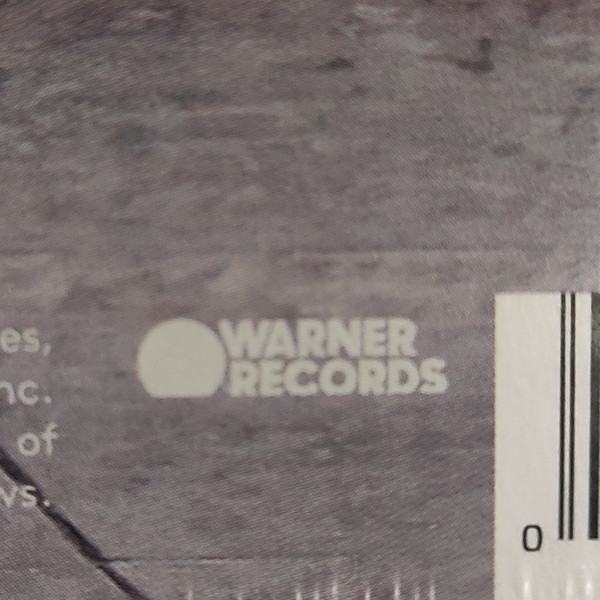 es,
nc.
of
ws.
WARNER
RECORDS
0